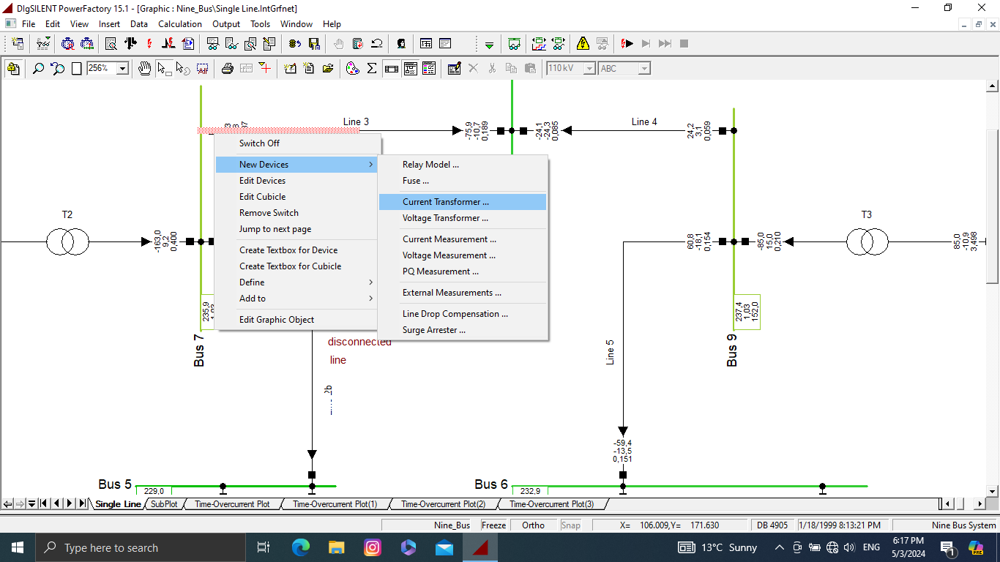 DIgSILENT PowerFactory 15.1 - [Graphic : Nine_Bus\Single Line.IntGrfnet]
File Edit View Insert Data Calculation Output Tools Window Help
256%
110 kV
ABC
Line 3
Line 4
-75,9
-10,7
0,189
-24,1
-24,3
0,085
24,2
3,1
0,059
Switch Off
New Devices
Edit Devices
Edit Cubicle
Remove Switch
Jump to next page
Create Textbox for Device
Create Textbox for Cubicle
Define
Add to
Edit Graphic Object
Relay Model ...
Fuse ...
Current Transformer ...
Voltage Transformer ...
Current Measurement ...
Voltage Measurement ...
PQ Measurement ...
External Measurements ...
Line Drop Compensation ...
Surge Arrester ...
T2
-163,0
9,2
0,400
T3
60,8
-18,1
0,154
-85,0
15,0
0,210
85,0
-10,9
3,498
235,9
Bus 7
237,4
1,03
152,0
Bus 9
disconnected
line
2b
Line 5
-59,4
-13,5
0,151
Bus 5
229,0
Bus 6
232,9
Single Line SubPlot Time-Overcurrent Plot Time-Overcurrent Plot(1) Time-Overcurrent Plot(2) Time-Overcurrent Plot(3)
Nine_Bus Freeze Ortho Snap X= 106.009,Y= 171.630 DB 4905 1/18/1999 8:13:21 PM Nine Bus System
Type here to search
13°C Sunny
ENG
6:17 PM
5/3/2024
1
PRE